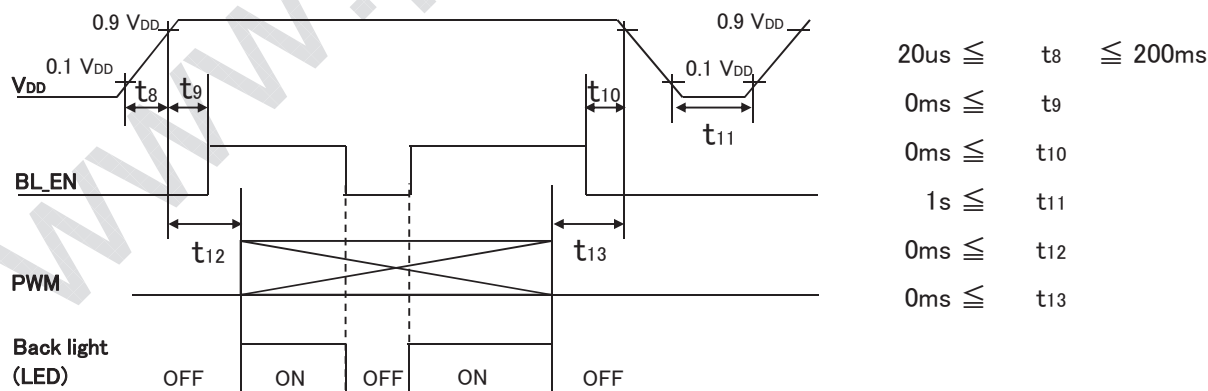 0.9 VDD
0.9 VDD
0.1 VDD
0.1 VDD
VDD
t8
t9
t10
t11
BL_EN
t12
t13
PWM
Back light
(LED)
OFF
ON
OFF
ON
OFF
20us ≦ t8 ≦ 200ms
0ms ≦ t9
0ms ≦ t10
1s ≦ t11
0ms ≦ t12
0ms ≦ t13